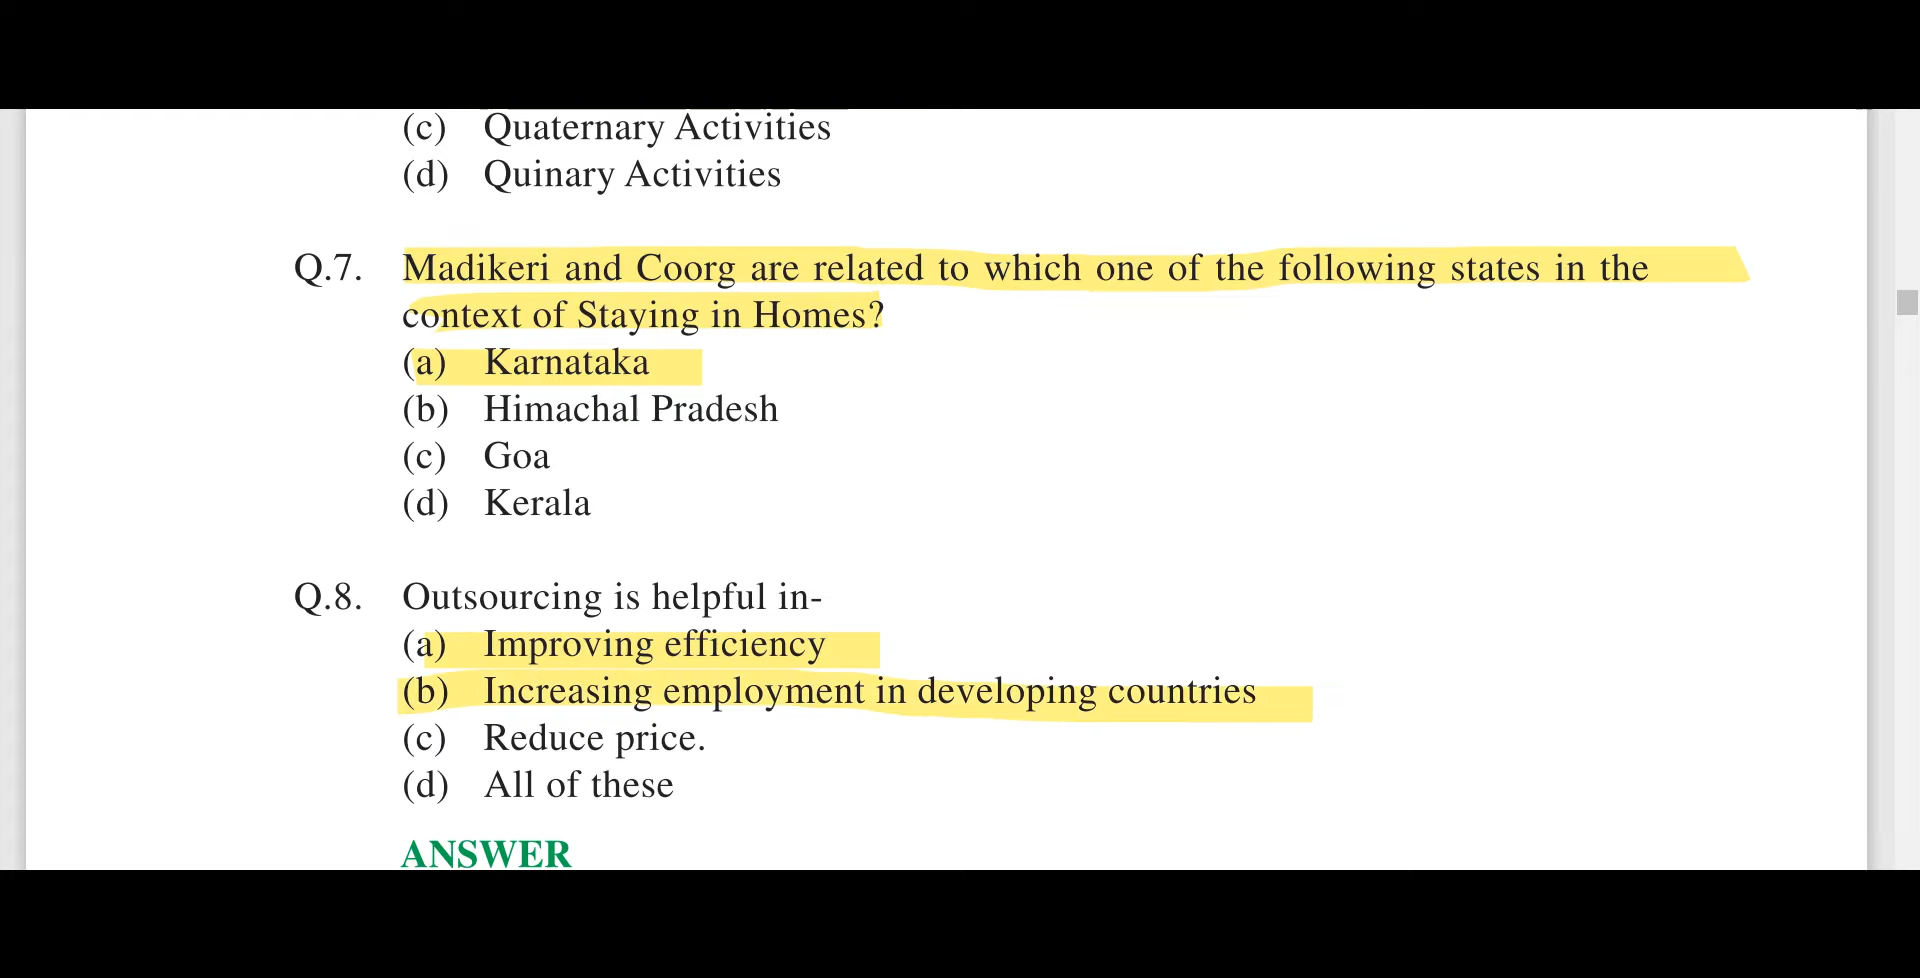 (c) Quaternary Activities
(d) Quinary Activities
Q.7. Madikeri and Coorg are related to which one of the following states in the
context of Staying in Homes?
(a) Karnataka
(b) Himachal Pradesh
(c) Goa
(d) Kerala
Q.8. Outsourcing is helpful in-
(a) Improving efficiency
(b) Increasing employment in developing countries
(c) Reduce price.
(d) All of these
ANSWER